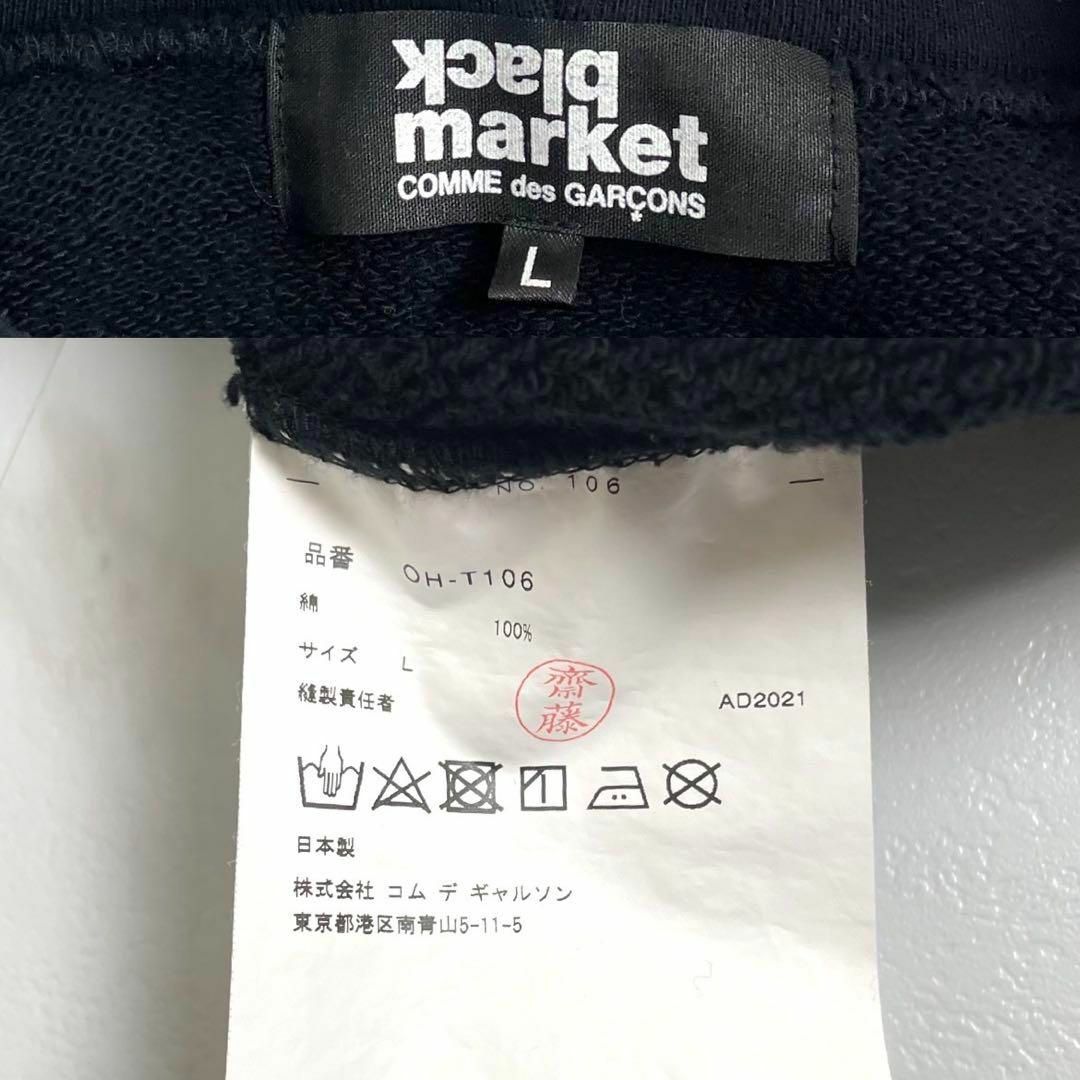 black
market
COMME des GARÇONS
*
L
NO. 106
品番 OH-T106
綿 100%
サイズ L
縫製責任者 齋藤 AD2021
日本製
株式会社 コム デ ギャルソン
東京都港区南青山5-11-5